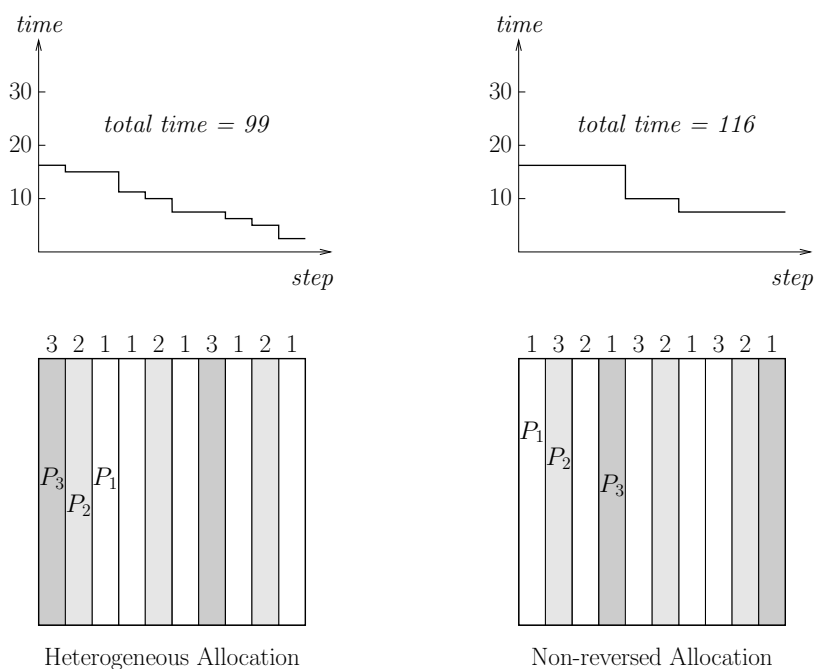 time
30
20
10
total time = 99
step
time
30
20
10
total time = 116
step
3 2 1 1 2 1 3 1 2 1
P3
P2
P1
Heterogeneous Allocation
1 3 2 1 3 2 1 3 2 1
P1
P2
P3
Non-reversed Allocation